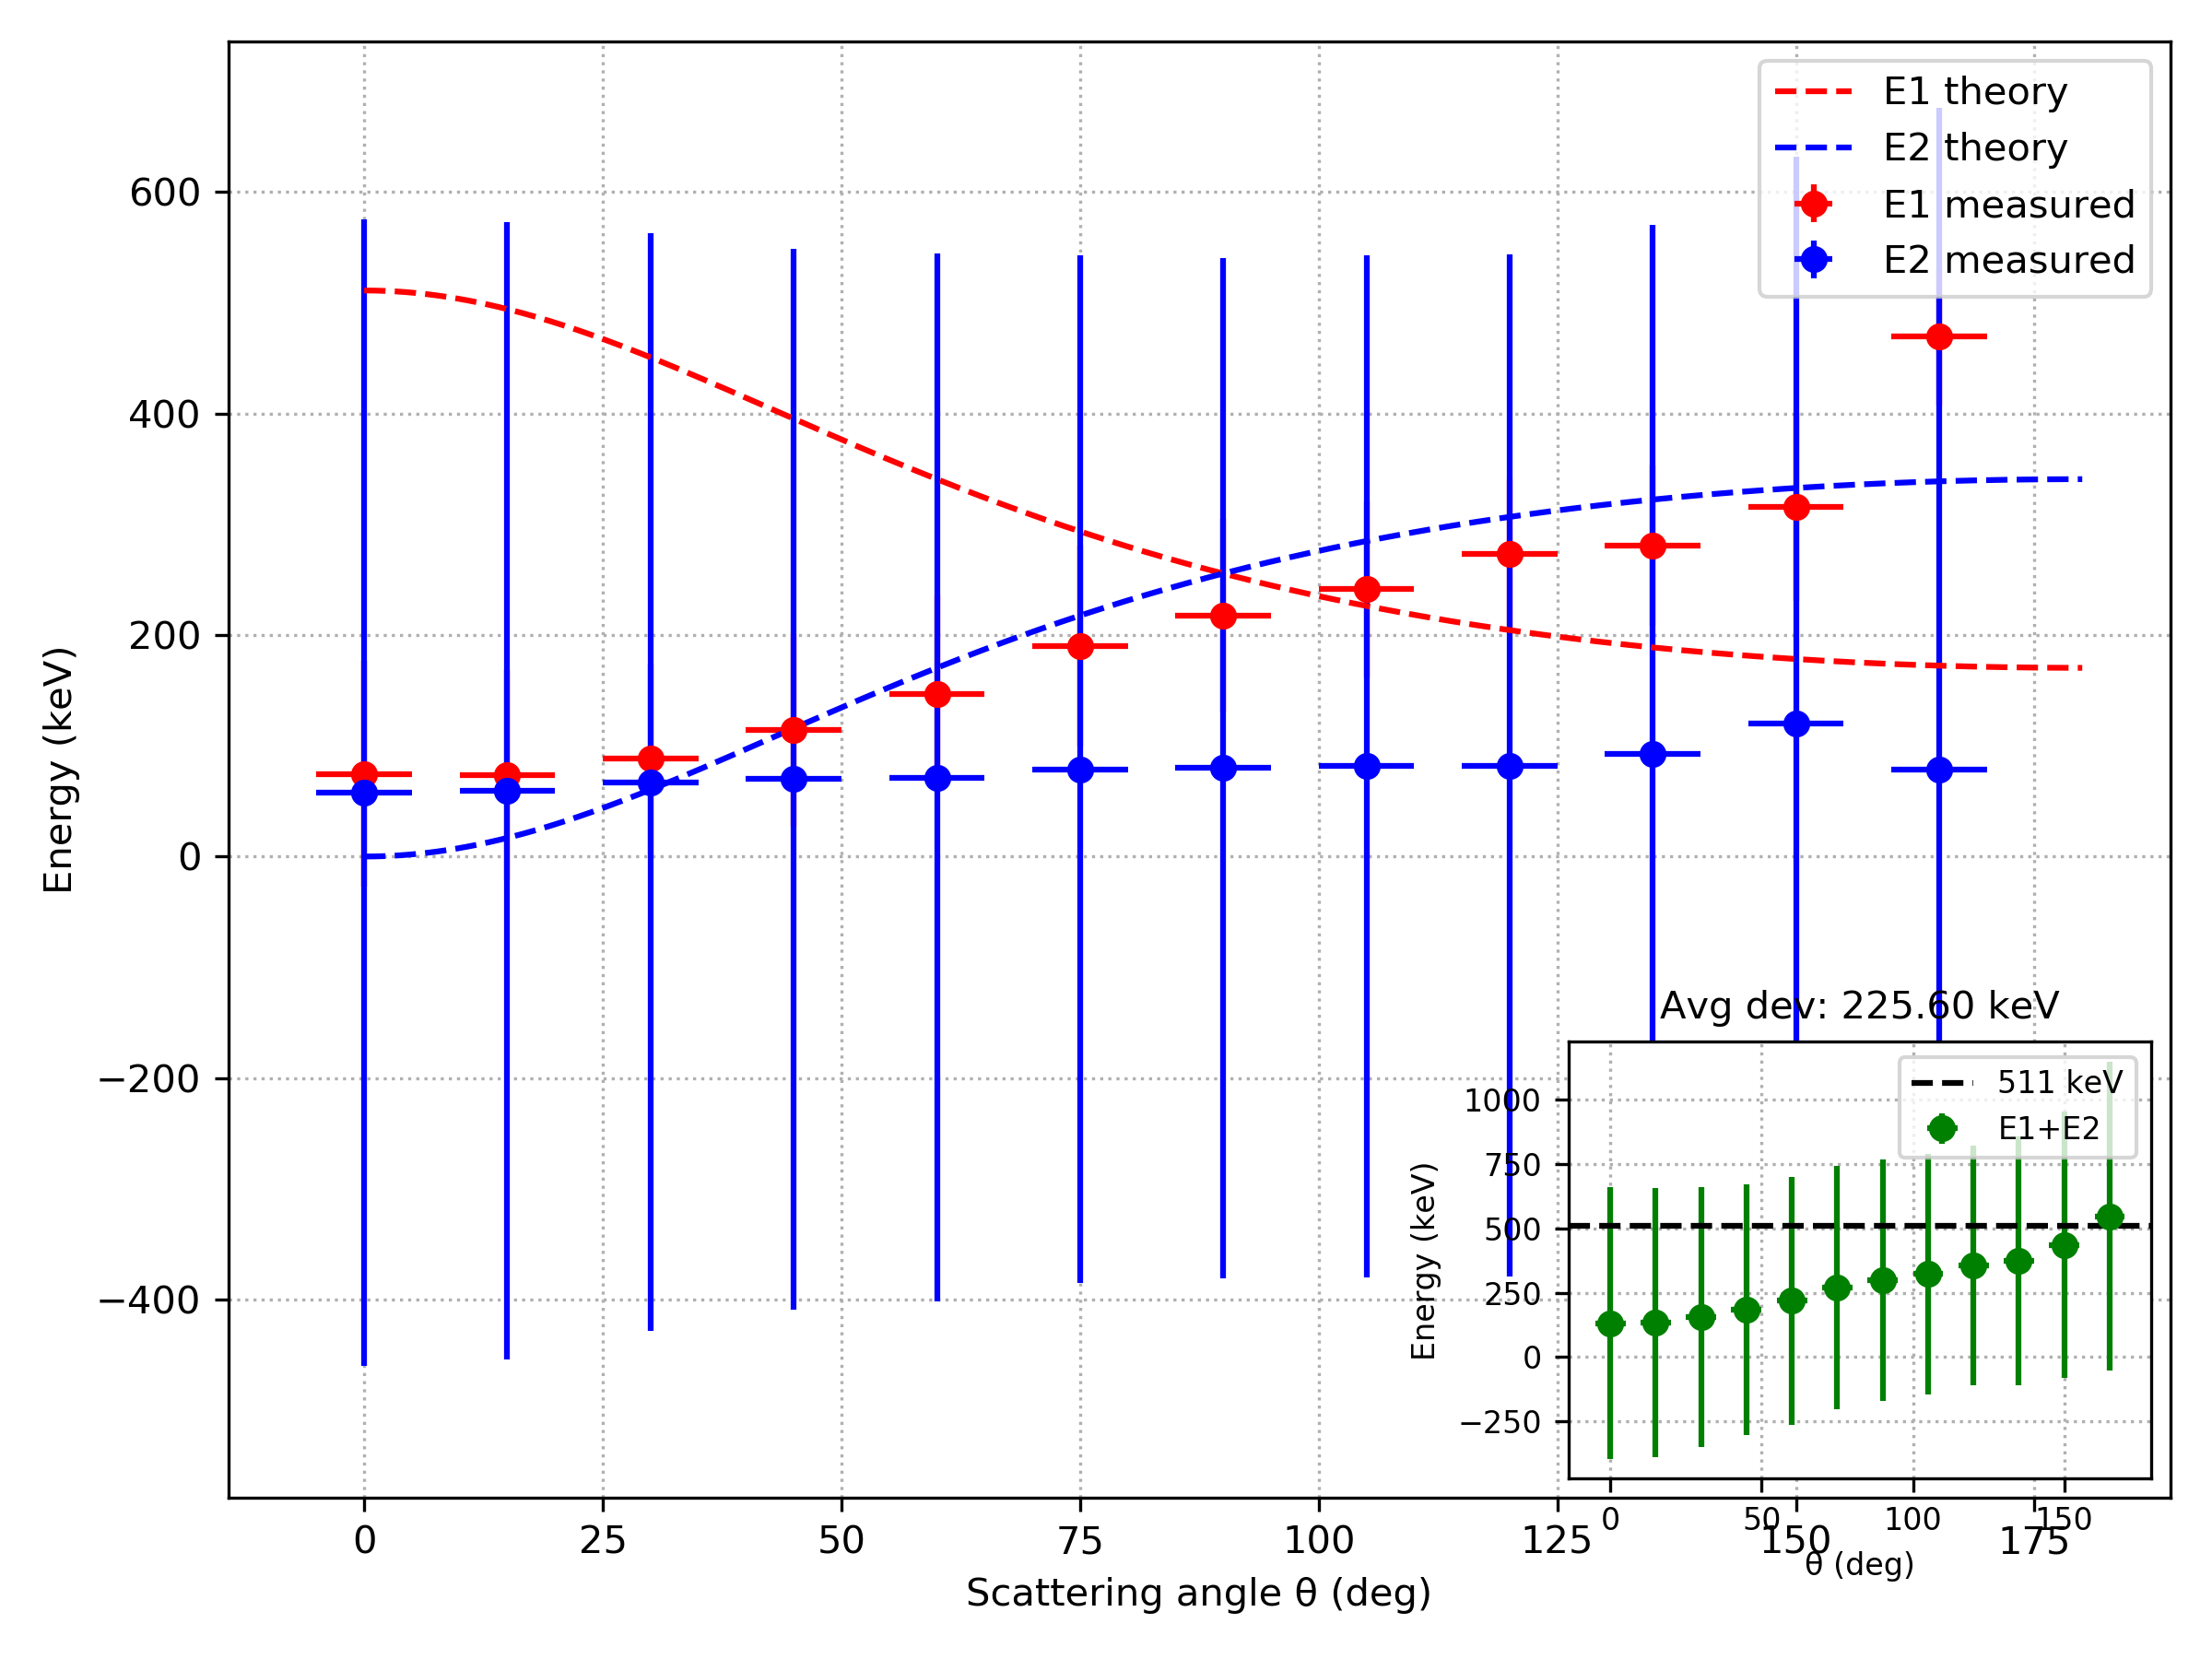 E1 theory
E2 theory
E1 measured
E2 measured
600
400
200
0
−200
−400
Energy (keV)
0
25
50
75
100
125
150
175
Scattering angle θ (deg)
Avg dev: 225.60 keV
511 keV
E1+E2
1000
750
500
250
0
−250
Energy (keV)
0
50
100
150
θ (deg)